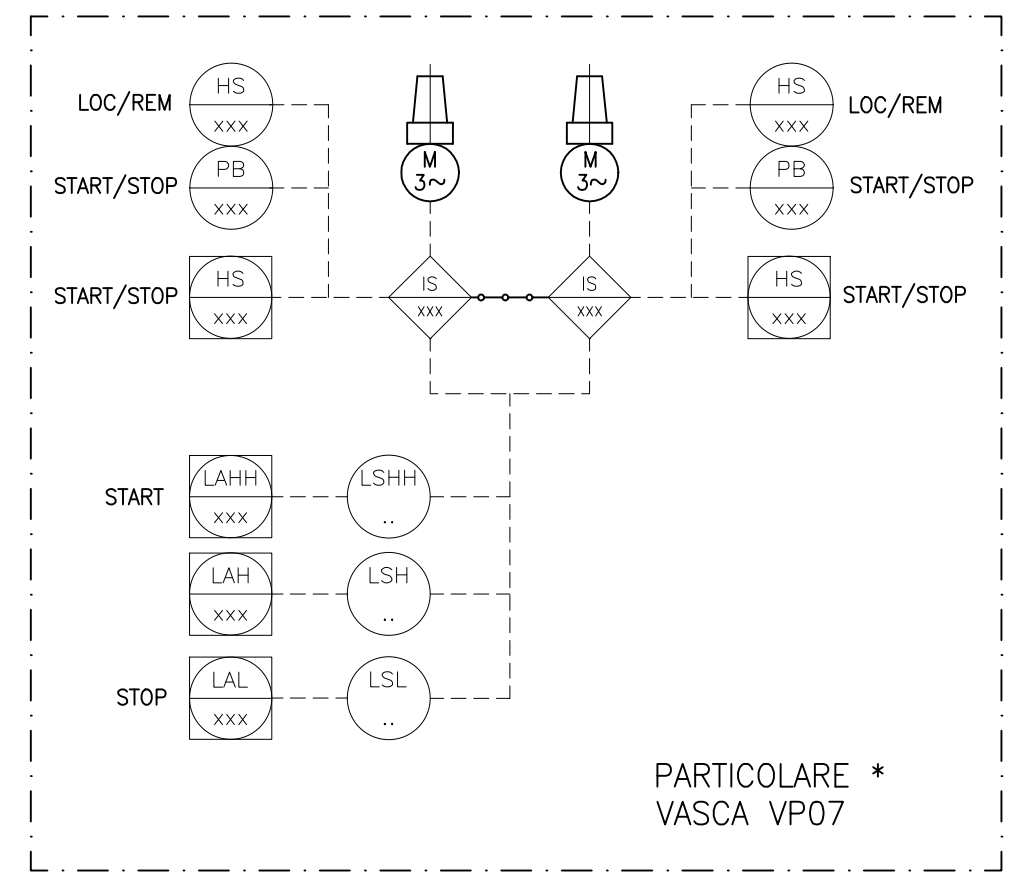 LOC/REM
HS
xxx
HS
xxx
LOC/REM
START/STOP
PB
xxx
M
3~
M
3~
PB
xxx
START/STOP
START/STOP
HS
xxx
IS
xxx
IS
xxx
HS
xxx
START/STOP
START
LAHH
xxx
LSHH
..
LAH
xxx
LSH
..
STOP
LAL
xxx
LSL
..
PARTICOLARE *
VASCA VP07